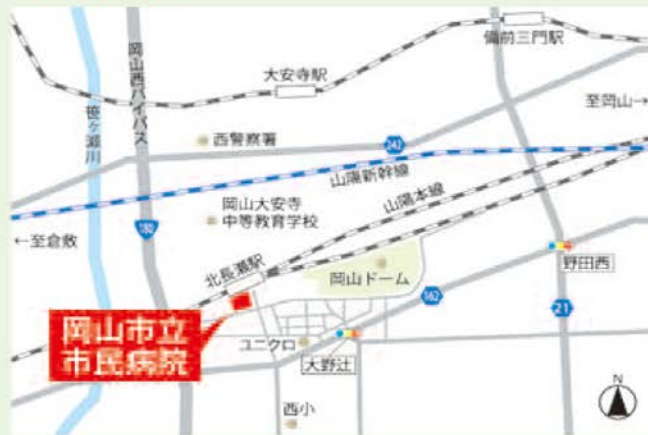 備前三門駅
大安寺駅
至岡山→
岡山西バイパス
笹ヶ瀬川
西警察署
242
山陽新幹線
岡山大安寺
中等教育学校
山陽本線
180
←至倉敷
北長瀬駅
岡山ドーム
野田西
162
21
岡山市立
市民病院
ユニクロ
大野辻
西小
N